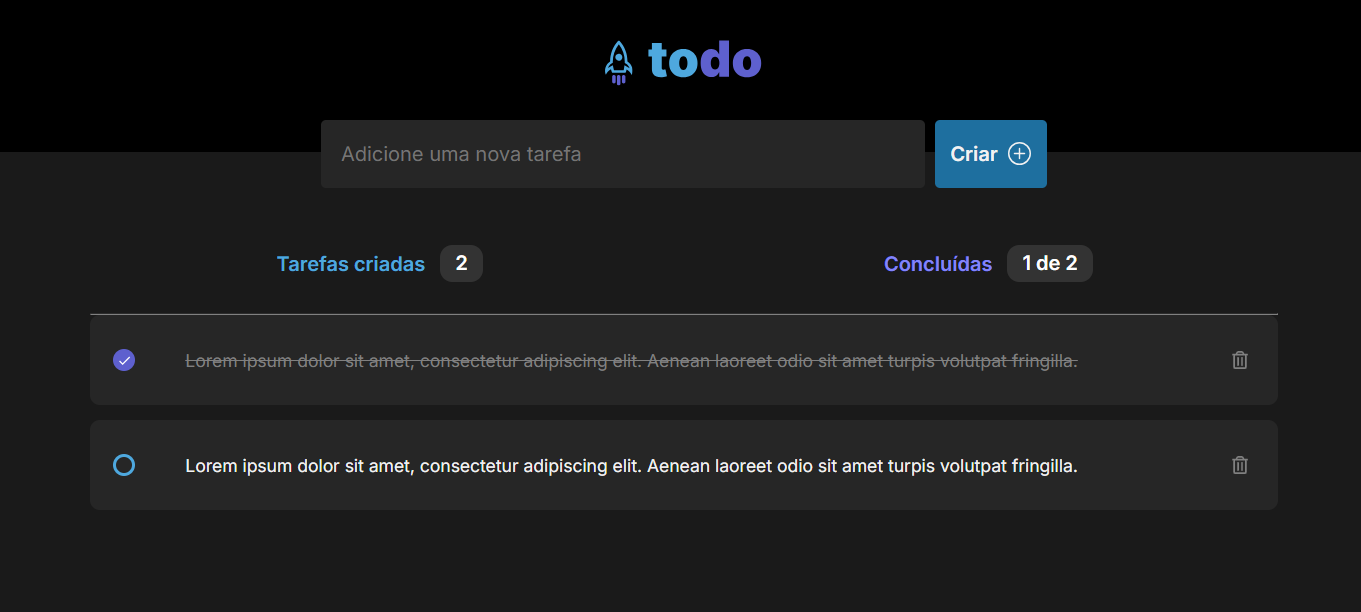 todo
Adicione uma nova tarefa
Criar
Tarefas criadas 2
Concluídas 1 de 2
Lorem ipsum dolor sit amet, consectetur adipiscing elit. Aenean laoreet odio sit amet turpis volutpat fringilla.
Lorem ipsum dolor sit amet, consectetur adipiscing elit. Aenean laoreet odio sit amet turpis volutpat fringilla.